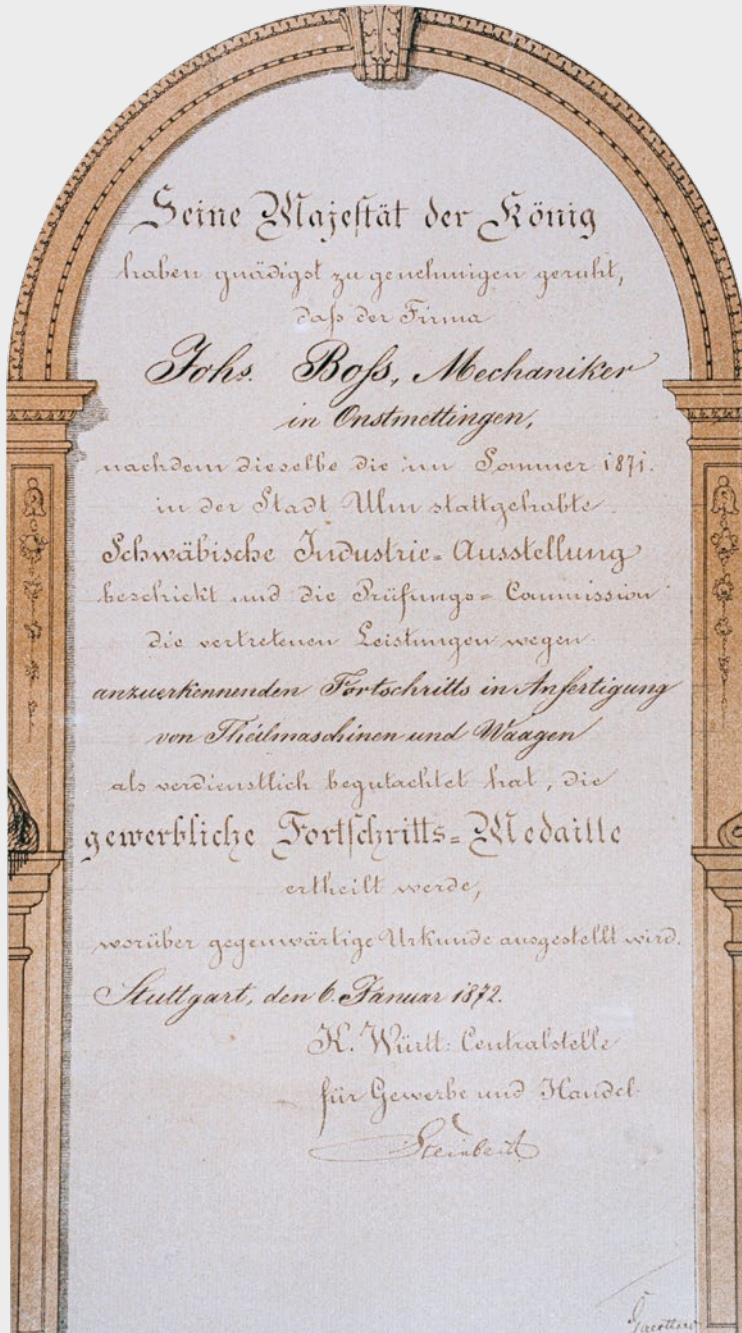 Seine Majestät der König
haben gnädigst zu genehmigen geruht,
daß der Firma
Johs. Boss, Mechaniker
in Onstmettingen,
nachdem dieselbe die im Sommer 1871.
in der Stadt Ulm stattgehabte
Schwäbische Industrie-Ausstellung
beschickt und die Prüfungs-Commission
die vertretenen Leistungen wegen
anzuerkennenden Fortschritts in Anfertigung
von Theilmaschinen und Waagen
als verdienstlich begutachtet hat, die
gewerbliche Fortschritts-Medaille
ertheilt werde,
worüber gegenwärtige Urkunde ausgestellt wird.
Stuttgart, den 6. Januar 1872.
K. Württ: Centralstelle
für Gewerbe und Handel
Steinbeis